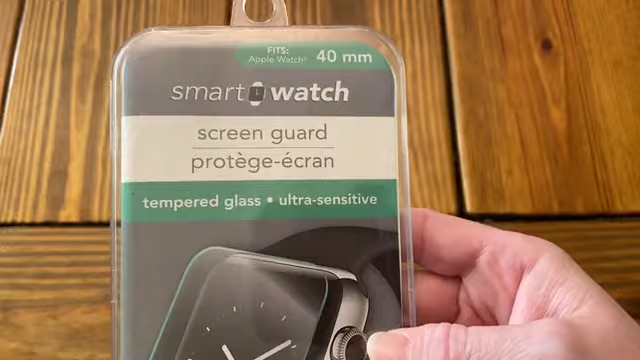 FITS:
Apple Watch® 40 mm
smart watch
screen guard
protège-écran
tempered glass • ultra-sensitive